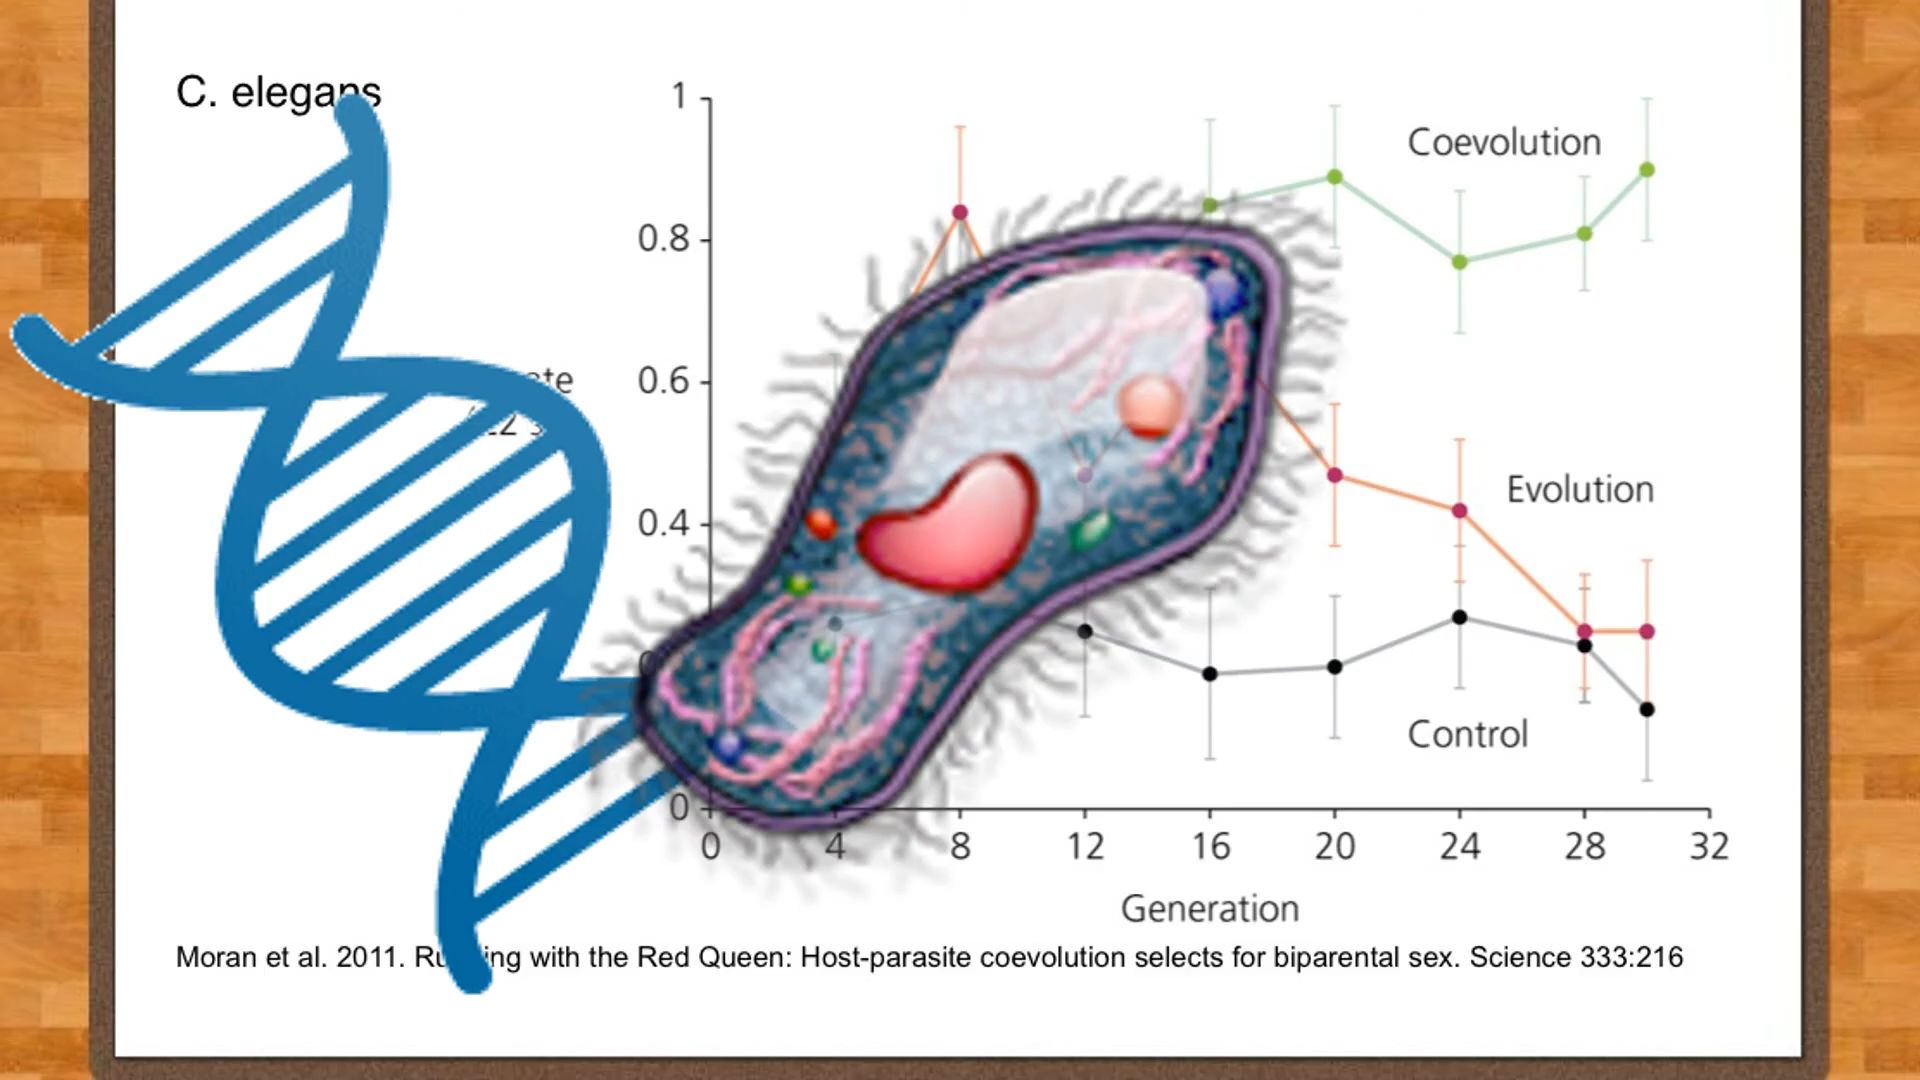 C. elegans
1
Coevolution
0.8
0.6
Evolution
0.4
Control
0
0 4 8 12 16 20 24 28 32
Generation
Moran et al. 2011. with the Red Queen: Host-parasite coevolution selects for biparental sex. Science 333:216